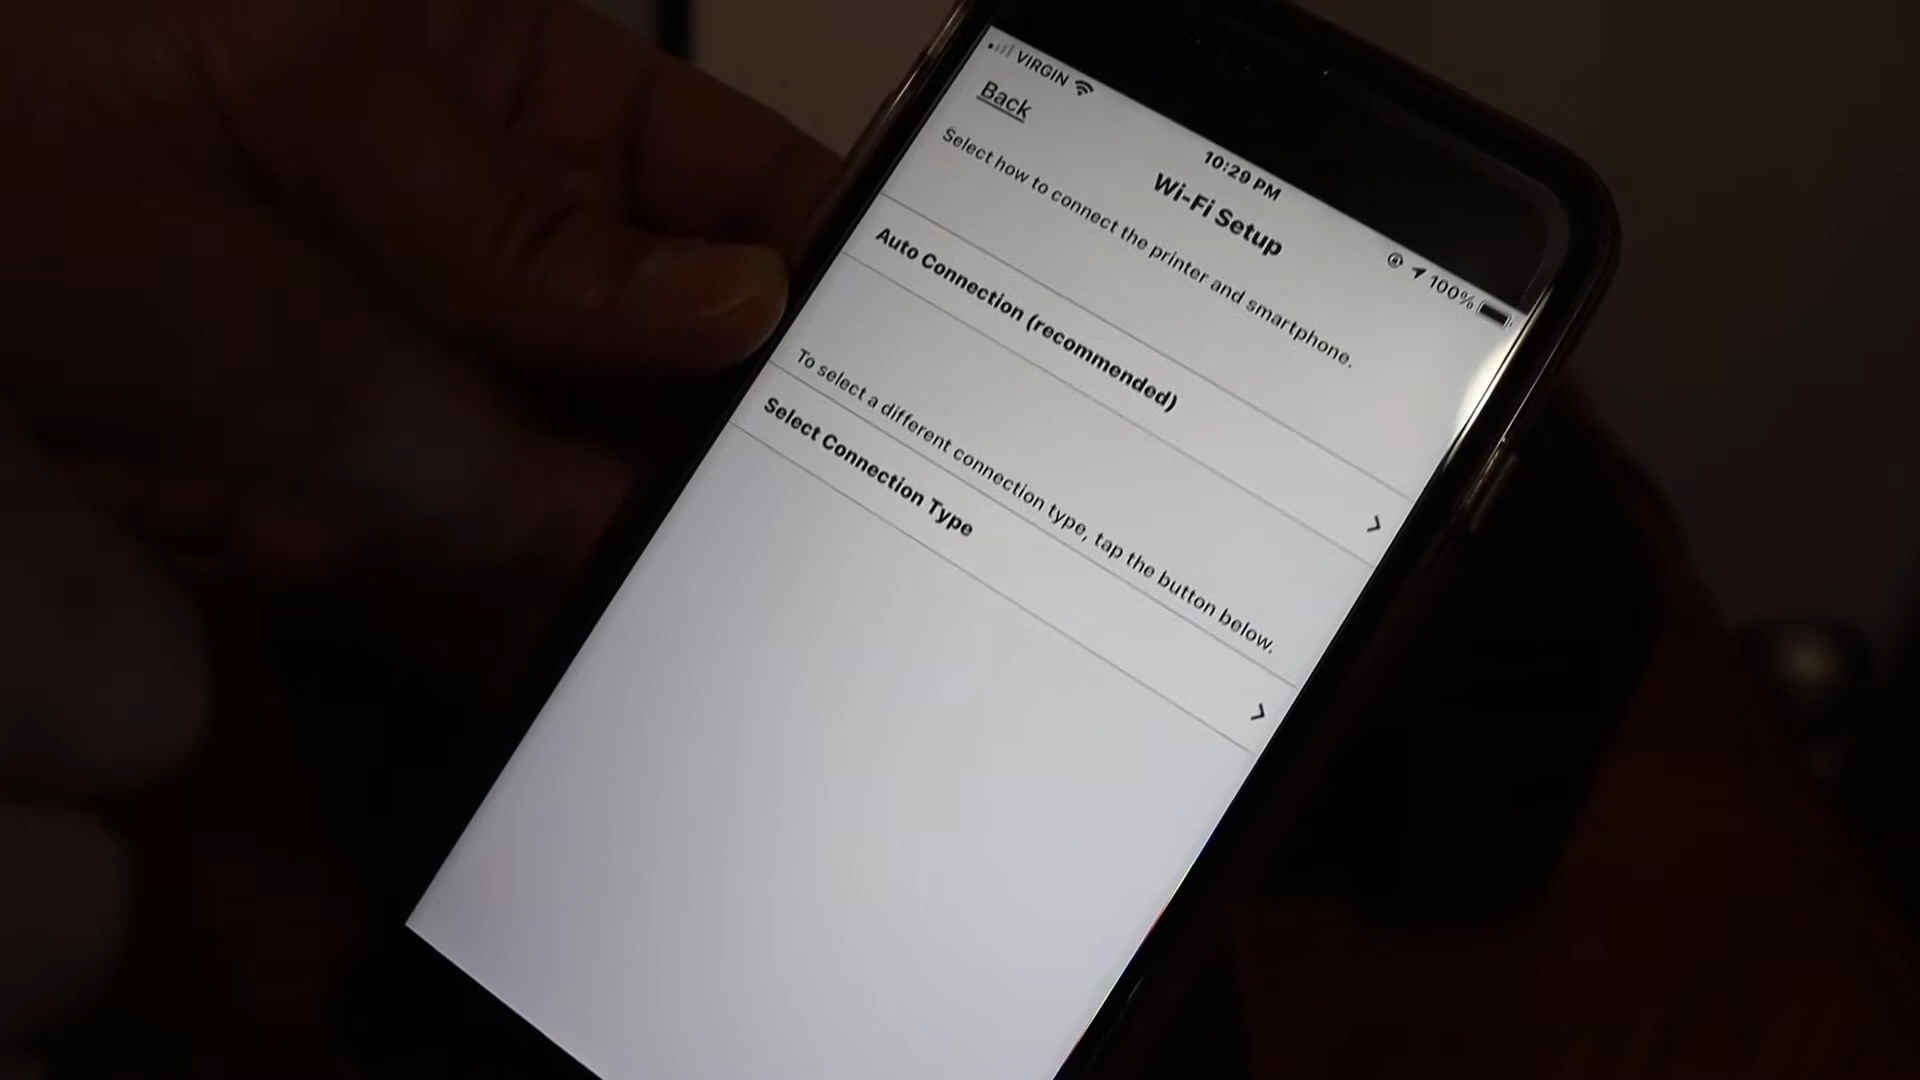 VIRGIN
10:29 PM
100%
Back
Wi-Fi Setup
Select how to connect the printer and smartphone.
Auto Connection (recommended)
To select a different connection type, tap the button below.
Select Connection Type